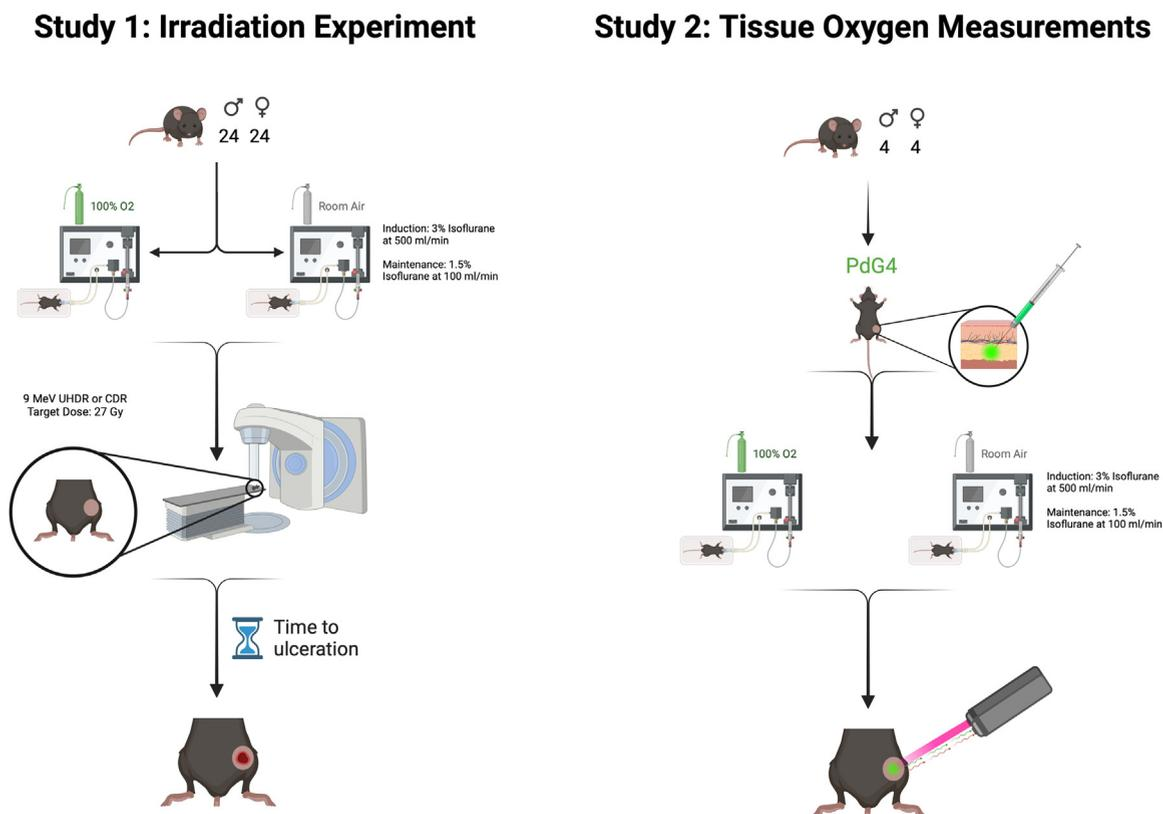 Study 1: Irradiation Experiment
♂ ♀
24 24
100% O2
Room Air
Induction: 3% Isoflurane
at 500 ml/min
Maintenance: 1.5%
Isoflurane at 100 ml/min
9 MeV UHDR or CDR
Target Dose: 27 Gy
Time to
ulceration
Study 2: Tissue Oxygen Measurements
♂ ♀
4 4
PdG4
100% O2
Room Air
Induction: 3% Isoflurane
at 500 ml/min
Maintenance: 1.5%
Isoflurane at 100 ml/min